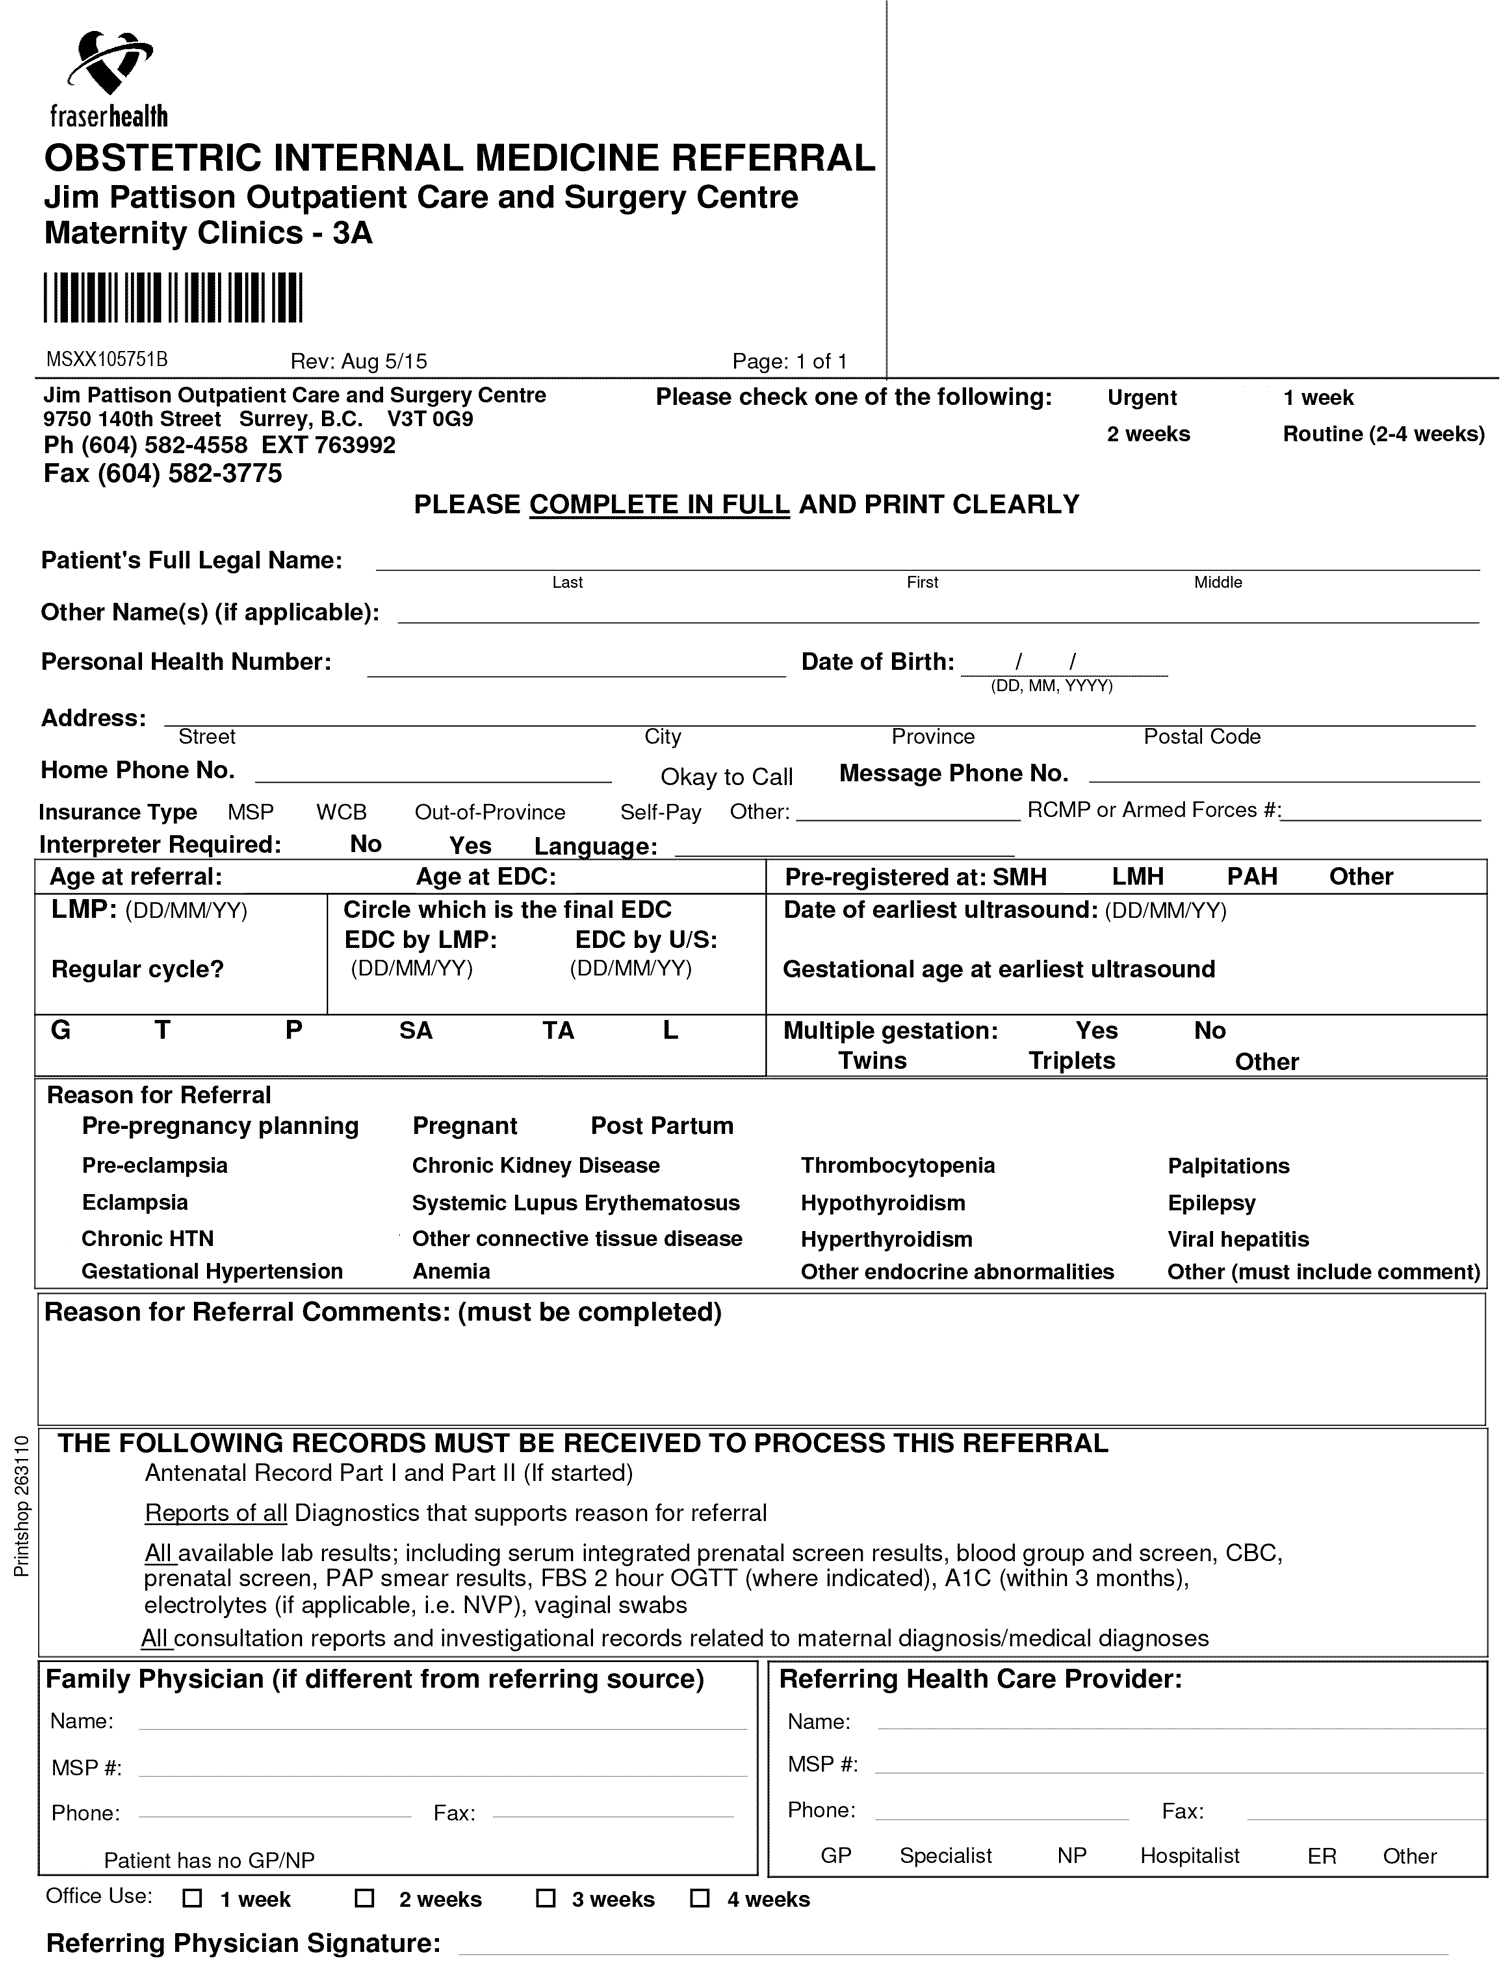 fraserhealth
OBSTETRIC INTERNAL MEDICINE REFERRAL
Jim Pattison Outpatient Care and Surgery Centre
Maternity Clinics - 3A
MSXX105751B Rev: Aug 5/15 Page: 1 of 1
Jim Pattison Outpatient Care and Surgery Centre
9750 140th Street Surrey, B.C. V3T 0G9
Ph (604) 582-4558 EXT 763992
Fax (604) 582-3775
Please check one of the following: Urgent 1 week
2 weeks Routine (2-4 weeks)
PLEASE COMPLETE IN FULL AND PRINT CLEARLY
Patient's Full Legal Name:
Last First Middle
Other Name(s) (if applicable):
Personal Health Number: Date of Birth: / /
(DD, MM, YYYY)
Address:
Street City Province Postal Code
Home Phone No. Okay to Call Message Phone No.
Insurance Type MSP WCB Out-of-Province Self-Pay Other: RCMP or Armed Forces #:
Interpreter Required: No Yes Language:
Age at referral: Age at EDC: Pre-registered at: SMH LMH PAH Other
LMP: (DD/MM/YY)
Regular cycle?
Circle which is the final EDC
EDC by LMP: EDC by U/S:
(DD/MM/YY) (DD/MM/YY)
Date of earliest ultrasound: (DD/MM/YY)
Gestational age at earliest ultrasound
G T P SA TA L
Multiple gestation: Yes No
Twins Triplets Other
Reason for Referral
Pre-pregnancy planning Pregnant Post Partum
Pre-eclampsia Chronic Kidney Disease Thrombocytopenia Palpitations
Eclampsia Systemic Lupus Erythematosus Hypothyroidism Epilepsy
Chronic HTN Other connective tissue disease Hyperthyroidism Viral hepatitis
Gestational Hypertension Anemia Other endocrine abnormalities Other (must include comment)
Reason for Referral Comments: (must be completed)
THE FOLLOWING RECORDS MUST BE RECEIVED TO PROCESS THIS REFERRAL
Antenatal Record Part I and Part II (If started)
Reports of all Diagnostics that supports reason for referral
All available lab results; including serum integrated prenatal screen results, blood group and screen, CBC,
prenatal screen, PAP smear results, FBS 2 hour OGTT (where indicated), A1C (within 3 months),
electrolytes (if applicable, i.e. NVP), vaginal swabs
All consultation reports and investigational records related to maternal diagnosis/medical diagnoses
Printshop 263110
Family Physician (if different from referring source)
Name:
MSP #:
Phone: Fax:
Patient has no GP/NP
Referring Health Care Provider:
Name:
MSP #:
Phone: Fax:
GP Specialist NP Hospitalist ER Other
Office Use: 1 week 2 weeks 3 weeks 4 weeks
Referring Physician Signature: